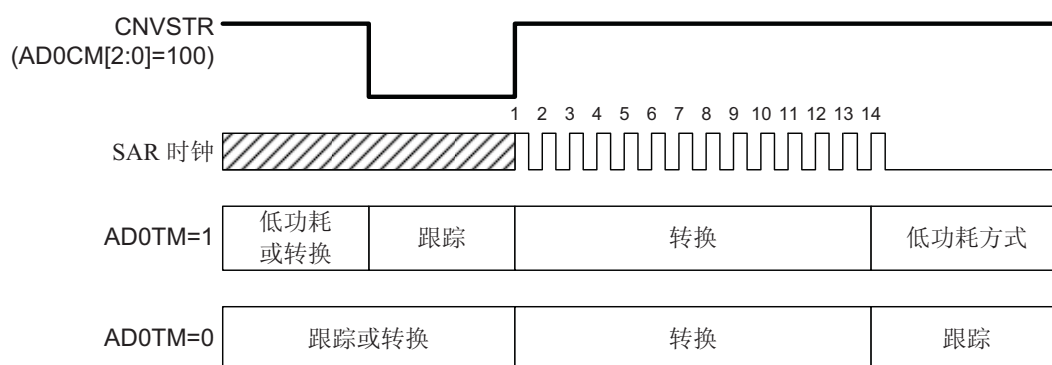 CNVSTR
(AD0CM[2:0]=100)
1 2 3 4 5 6 7 8 9 10 11 12 13 14
SAR 时钟
AD0TM=1
低功耗
或转换
跟踪
转换
低功耗方式
AD0TM=0
跟踪或转换
转换
跟踪